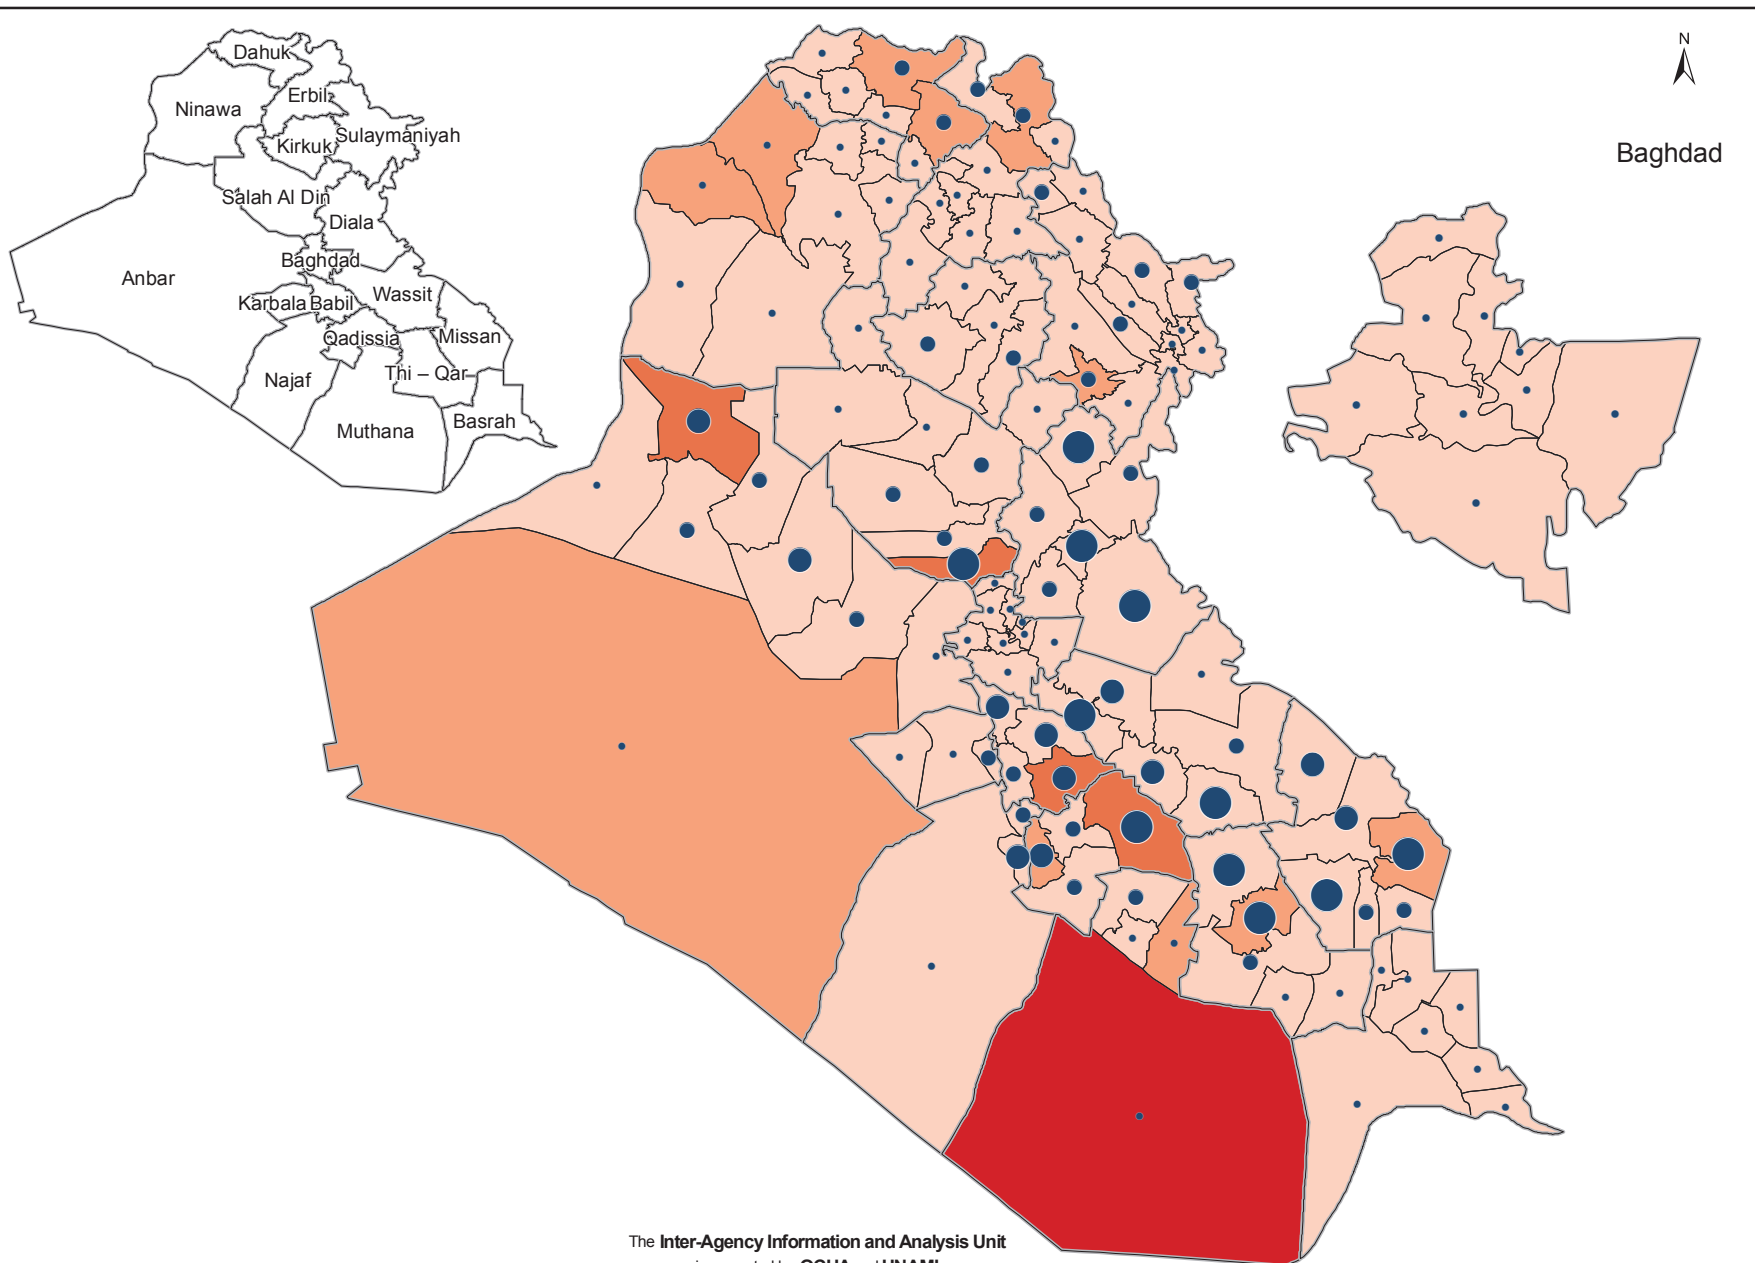 N
Baghdad
Dahuk
Ninawa
Erbil
Kirkuk
Sulaymaniyah
Salah Al Din
Diala
Anbar
Baghdad
Karbala
Babil
Wassit
Qadissia
Missan
Najaf
Thi – Qar
Muthana
Basrah
The Inter-Agency Information and Analysis Unit